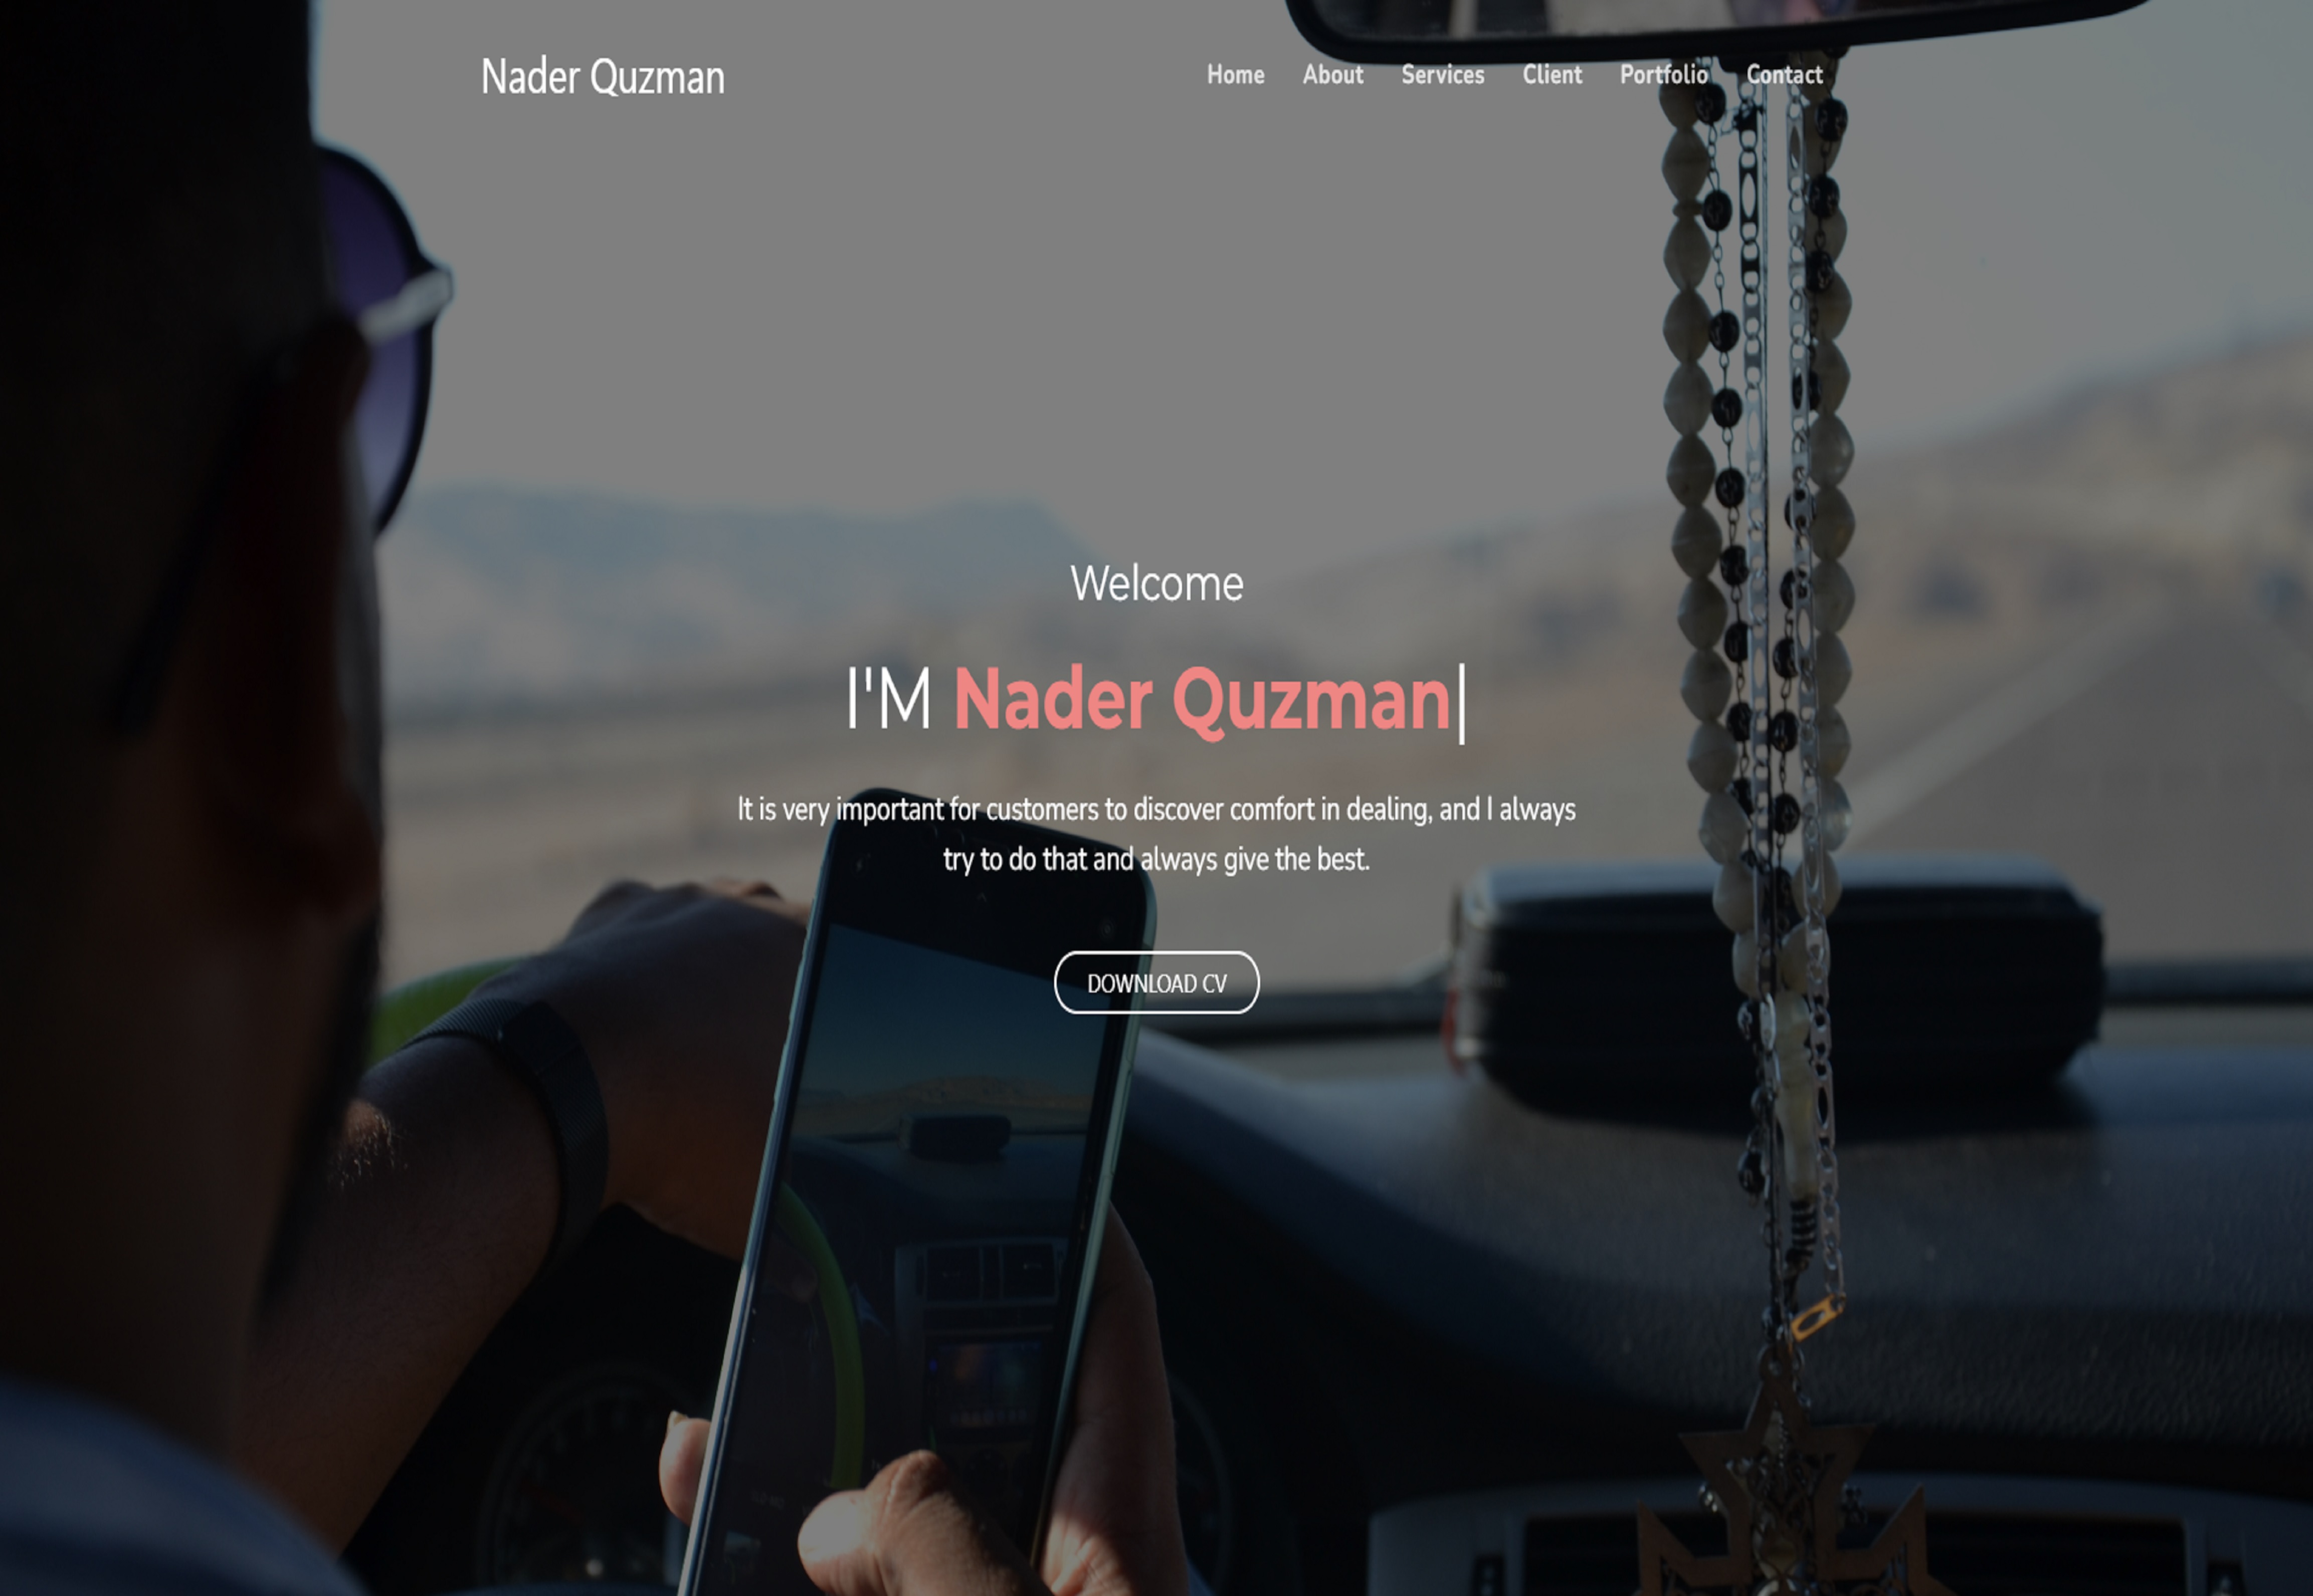 Nader Quzman
Home About Services Client Portfolio Contact
Welcome
I'M Nader Quzman|
It is very important for customers to discover comfort in dealing, and I always
try to do that and always give the best.
DOWNLOAD CV